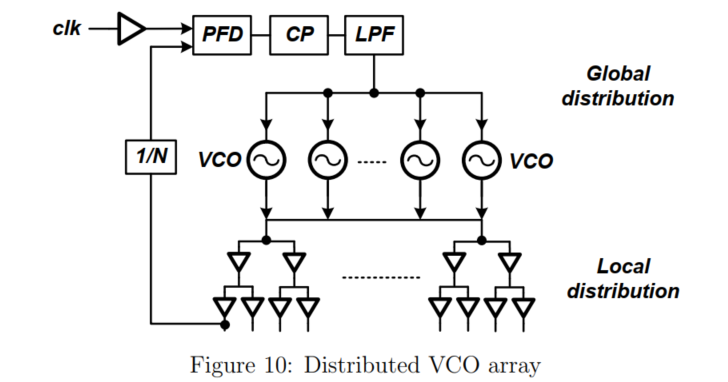 clk
PFD
CP
LPF
Global
distribution
1/N
VCO
VCO
Local
distribution
Figure 10: Distributed VCO array